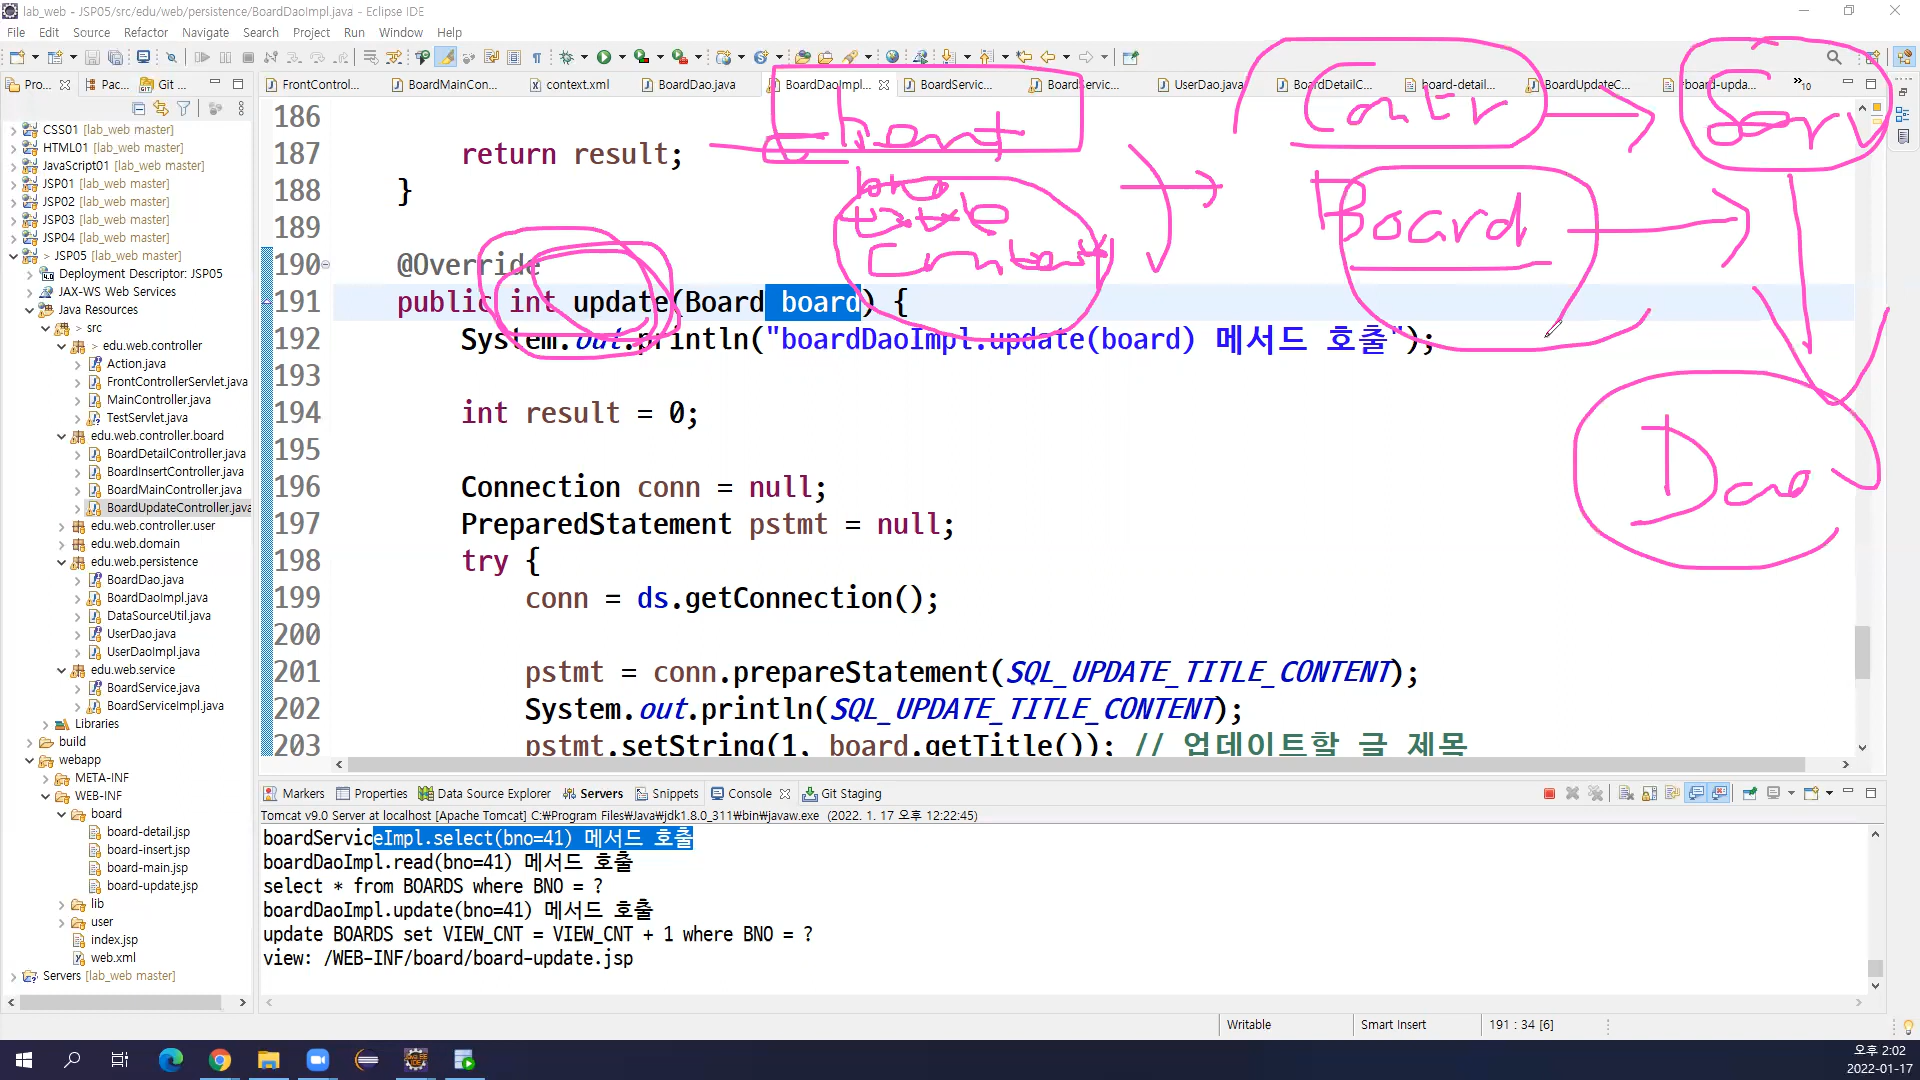 lab_web - JSP05/src/edu/web/persistence/BoardDaoImpl.java - Eclipse IDE
File Edit Source Refactor Navigate Search Project Run Window Help
Pro... Pac... Git ...
FrontControl... BoardMainCon... context.xml BoardDao.java BoardDaoImpl... BoardServic... BoardServic... UserDao.java BoardDetailC... board-detail... BoardUpdateC... board-upda... 10
CSS01 [lab_web master]
HTML01 [lab_web master]
JavaScript01 [lab_web master]
JSP01 [lab_web master]
JSP02 [lab_web master]
JSP03 [lab_web master]
JSP04 [lab_web master]
> JSP05 [lab_web master]
Deployment Descriptor: JSP05
JAX-WS Web Services
Java Resources
> src
> edu.web.controller
Action.java
FrontControllerServlet.java
MainController.java
TestServlet.java
edu.web.controller.board
BoardDetailController.java
BoardInsertController.java
BoardMainController.java
BoardUpdateController.java
edu.web.controller.user
edu.web.domain
edu.web.persistence
BoardDao.java
BoardDaoImpl.java
DataSourceUtil.java
UserDao.java
UserDaoImpl.java
edu.web.service
BoardService.java
BoardServiceImpl.java
Libraries
build
webapp
META-INF
WEB-INF
board
board-detail.jsp
board-insert.jsp
board-main.jsp
board-update.jsp
lib
user
index.jsp
web.xml
Servers [lab_web master]
186
187 return result;
188 }
189
190 @Override
191 public int update(Board board) {
192 System.out.println("boardDaoImpl.update(board) 메서드 호출");
193
194 int result = 0;
195
196 Connection conn = null;
197 PreparedStatement pstmt = null;
198 try {
199 conn = ds.getConnection();
200
201 pstmt = conn.prepareStatement(SQL_UPDATE_TITLE_CONTENT);
202 System.out.println(SQL_UPDATE_TITLE_CONTENT);
203 pstmt.setString(1, board.getTitle()); // 업데이트할 글 제목
Contr
Serv
Board
Dao
Markers Properties Data Source Explorer Servers Snippets Console Git Staging
Tomcat v9.0 Server at localhost [Apache Tomcat] C:₩Program Files₩Java₩jdk1.8.0_311₩bin₩javaw.exe (2022. 1. 17 오후 12:22:45)
boardServiceImpl.select(bno=41) 메서드 호출
boardDaoImpl.read(bno=41) 메서드 호출
select * from BOARDS where BNO = ?
boardDaoImpl.update(bno=41) 메서드 호출
update BOARDS set VIEW_CNT = VIEW_CNT + 1 where BNO = ?
view: /WEB-INF/board/board-update.jsp
Writable Smart Insert 191 : 34 [6]
오후 2:02
2022-01-17